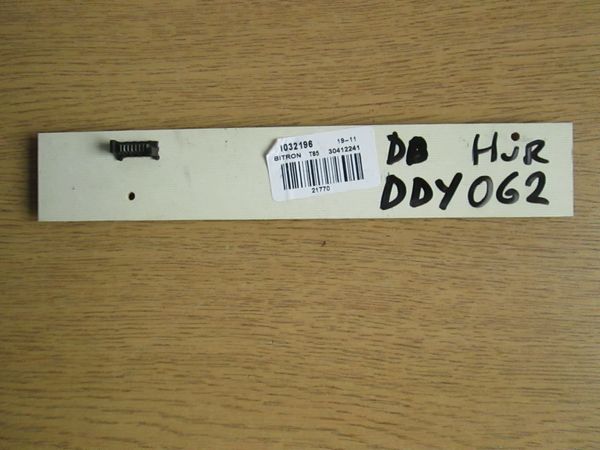 I032196 19-11
BITRON T85 30412241
21770
DB HJR
DDY062